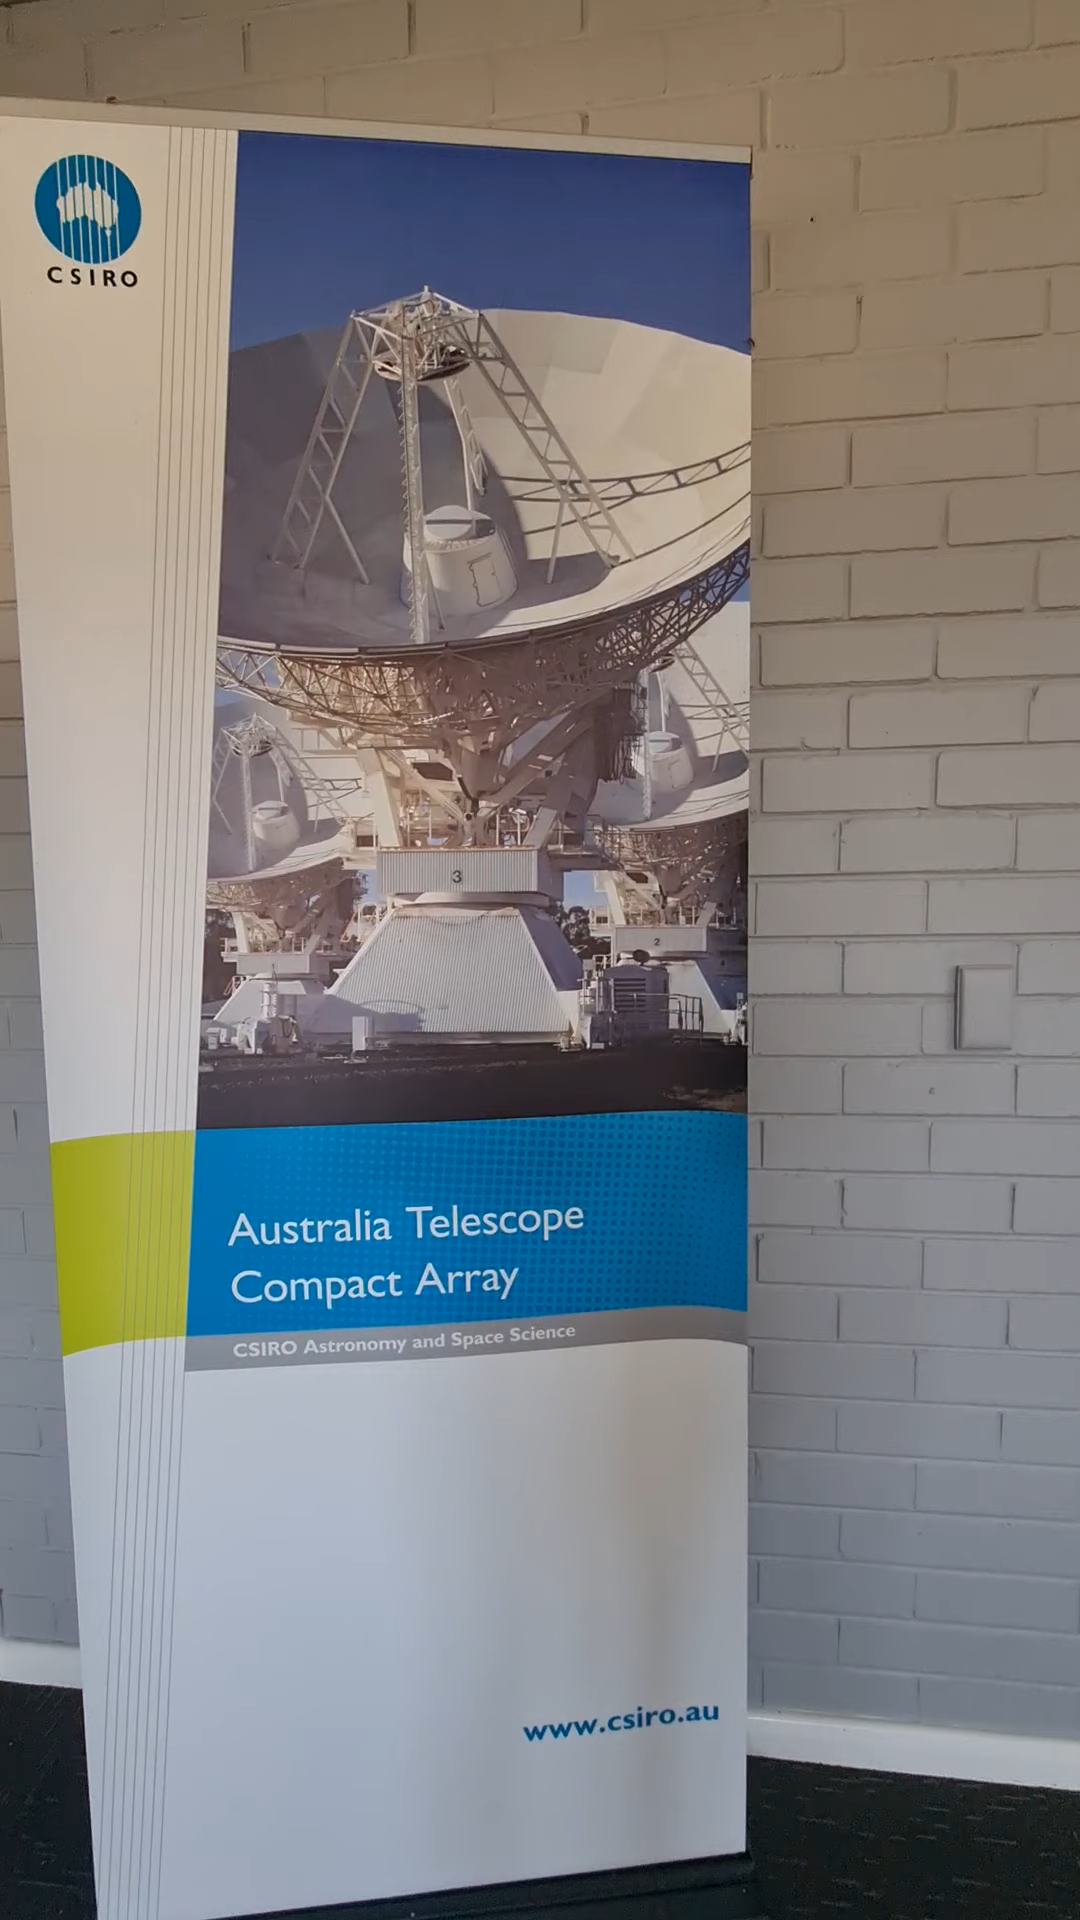 CSIRO
3
2
Australia Telescope
Compact Array
CSIRO Astronomy and Space Science
www.csiro.au